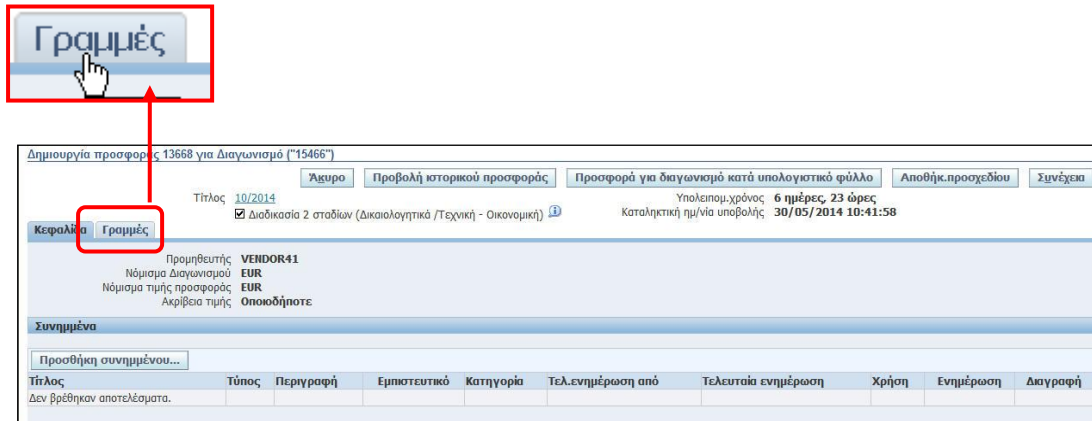 Γραμμές
Δημιουργία προσφοράς 13668 για Διαγωνισμό ("15466")
Άκυρο Προβολή ιστορικού προσφοράς Προσφορά για διαγωνισμό κατά υπολογιστικό φύλλο Αποθήκ.προσχεδίου Συνέχεια
Τίτλος 10/2014 Υπολειπομ.χρόνος 6 ημέρες, 23 ώρες
Διαδικασία 2 σταδίων (Δικαιολογητικά /Τεχνική - Οικονομική) Καταληκτική ημ/νία υποβολής 30/05/2014 10:41:58
Κεφαλίδα Γραμμές
Προμηθευτής VENDOR41
Νόμισμα Διαγωνισμού EUR
Νόμισμα τιμής προσφοράς EUR
Ακρίβεια τιμής Οποιοδήποτε
Συνημμένα
Προσθήκη συνημμένου...
Τίτλος Τύπος Περιγραφή Εμπιστευτικό Κατηγορία Τελ.ενημέρωση από Τελευταία ενημέρωση Χρήση Ενημέρωση Διαγραφή
Δεν βρέθηκαν αποτελέσματα.